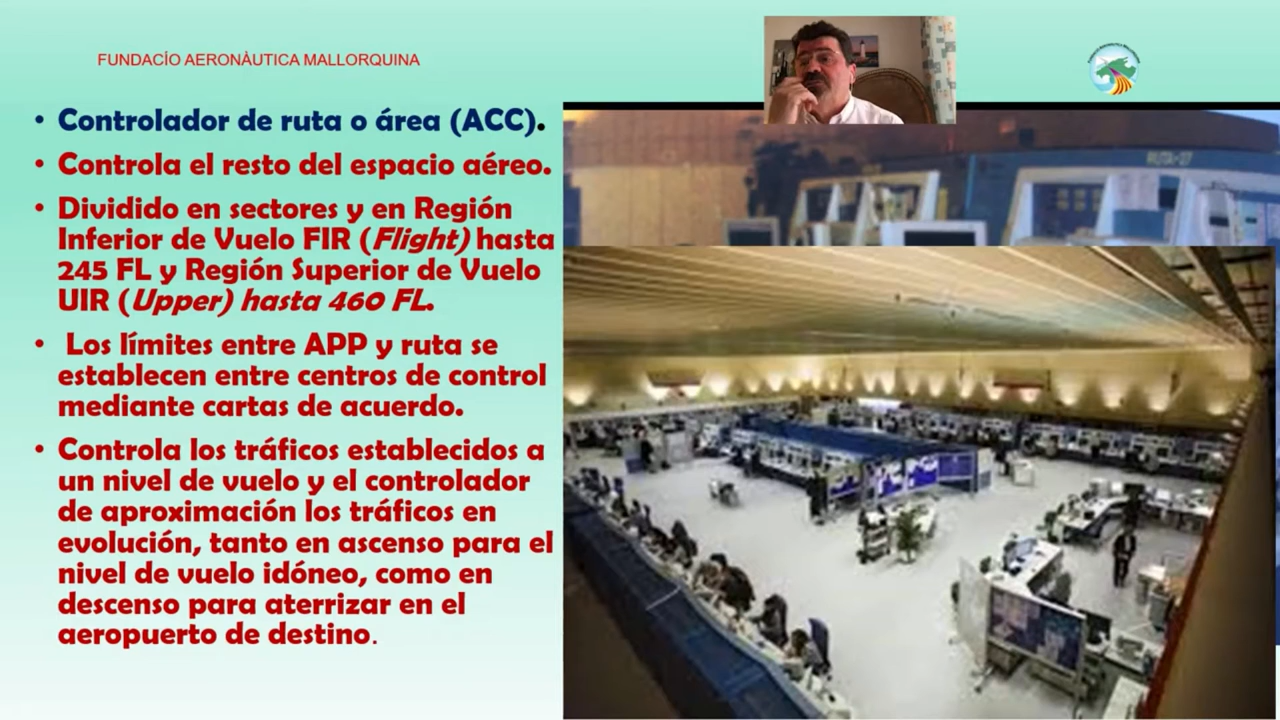 FUNDACÍO AERONÀUTICA MALLORQUINA
• Controlador de ruta o área (ACC).
• Controla el resto del espacio aéreo.
• Dividido en sectores y en Región
Inferior de Vuelo FIR (Flight) hasta
245 FL y Región Superior de Vuelo
UIR (Upper) hasta 460 FL.
• Los límites entre APP y ruta se
establecen entre centros de control
mediante cartas de acuerdo.
• Controla los tráficos establecidos a
un nivel de vuelo y el controlador
de aproximación los tráficos en
evolución, tanto en ascenso para el
nivel de vuelo idóneo, como en
descenso para aterrizar en el
aeropuerto de destino.